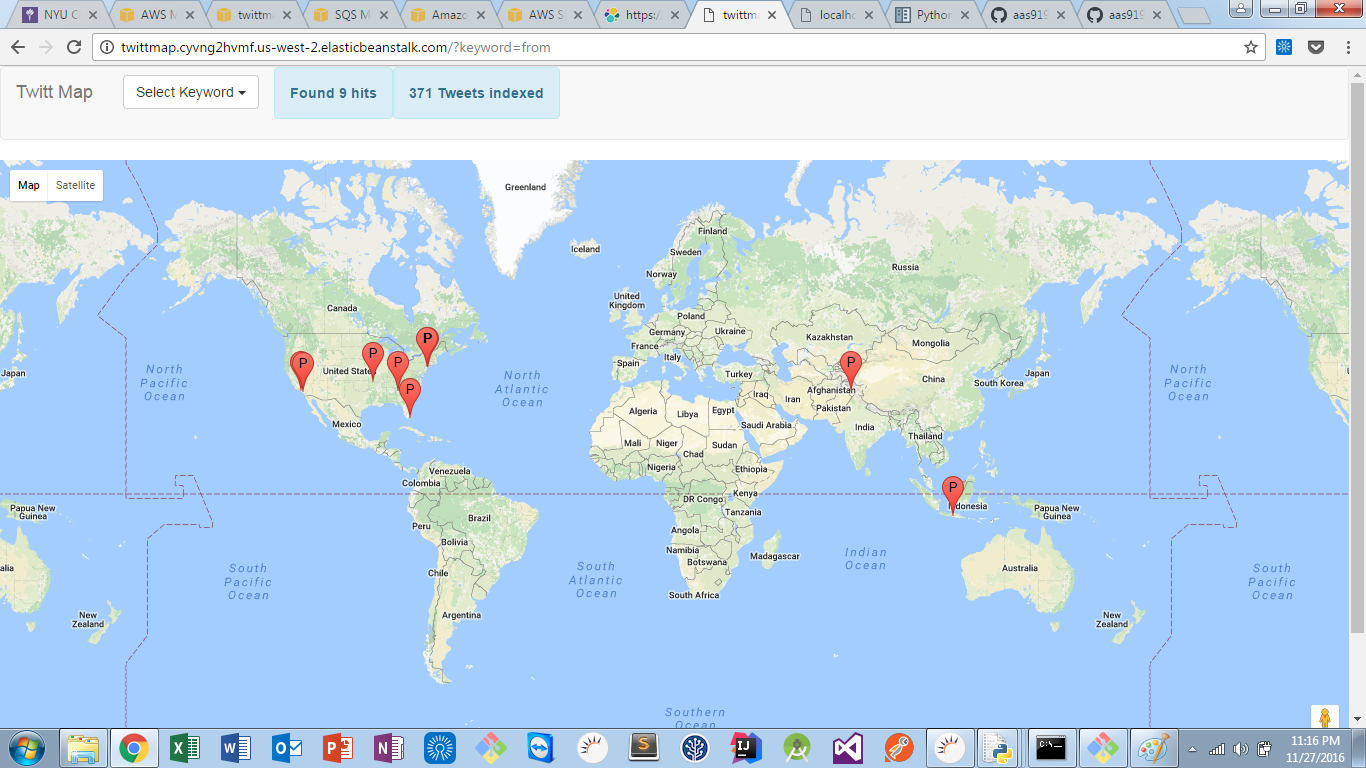 NYU C
AWS M
twittm
SQS M
Amazo
AWS S
https:/
twittm
localho
Python
aas919
aas919
twittmap.cyvng2hvmf.us-west-2.elasticbeanstalk.com/?keyword=from
Twitt Map
Select Keyword
Found 9 hits
371 Tweets indexed
Map
Satellite
Greenland
Iceland
Finland
Sweden
Norway
Russia
United
Kingdom
Canada
Poland
Germany
Ukraine
Kazakhstan
Mongolia
France
Italy
Spain
Turkey
Japan
North
Pacific
Ocean
United States
North
Atlantic
Ocean
China
South Korea
Japan
North
Pacific
Ocean
P
P
P
P
P
P
P
Afghanistan
Iraq
Iran
Pakistan
Mexico
Algeria
Libya
Egypt
Saudi Arabia
India
Thailand
Mali
Niger
Chad
Sudan
Nigeria
Ethiopia
Venezuela
Colombia
DR Congo
Kenya
Indonesia
Papua New
Guinea
Papua New
Guinea
Peru
Brazil
Tanzania
Angola
Bolivia
Namibia
Botswana
Madagascar
Indian
Ocean
alia
South
Pacific
Ocean
Chile
South
Atlantic
Ocean
South Africa
Australia
South
Pacific
Ocean
New
Zealand
Argentina
New
Zealand
Southern
Ocean
11:16 PM
11/27/2016